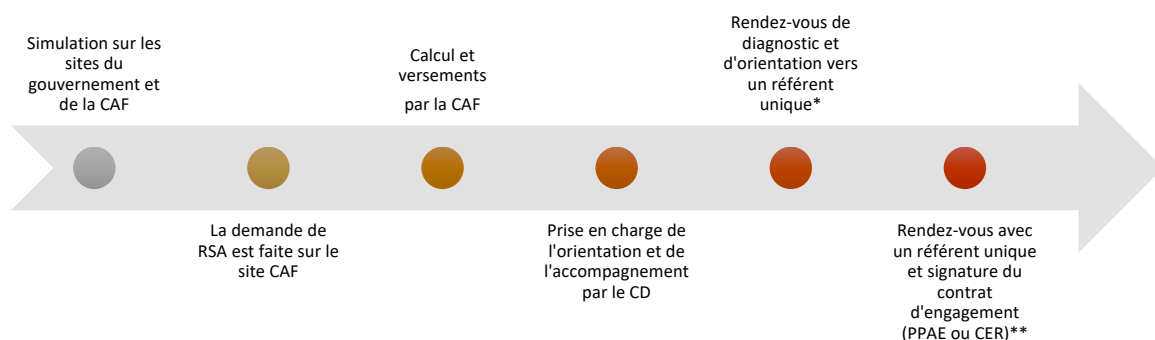 Simulation sur les
sites du
gouvernement et
de la CAF
La demande de
RSA est faite sur le
site CAF
Calcul et
versements
par la CAF
Prise en charge de
l'orientation et de
l'accompagnement
par le CD
Rendez-vous de
diagnostic et
d'orientation vers
un référent
unique*
Rendez-vous avec
un référent unique
et signature du
contrat
d'engagement
(PPAE ou CER)**